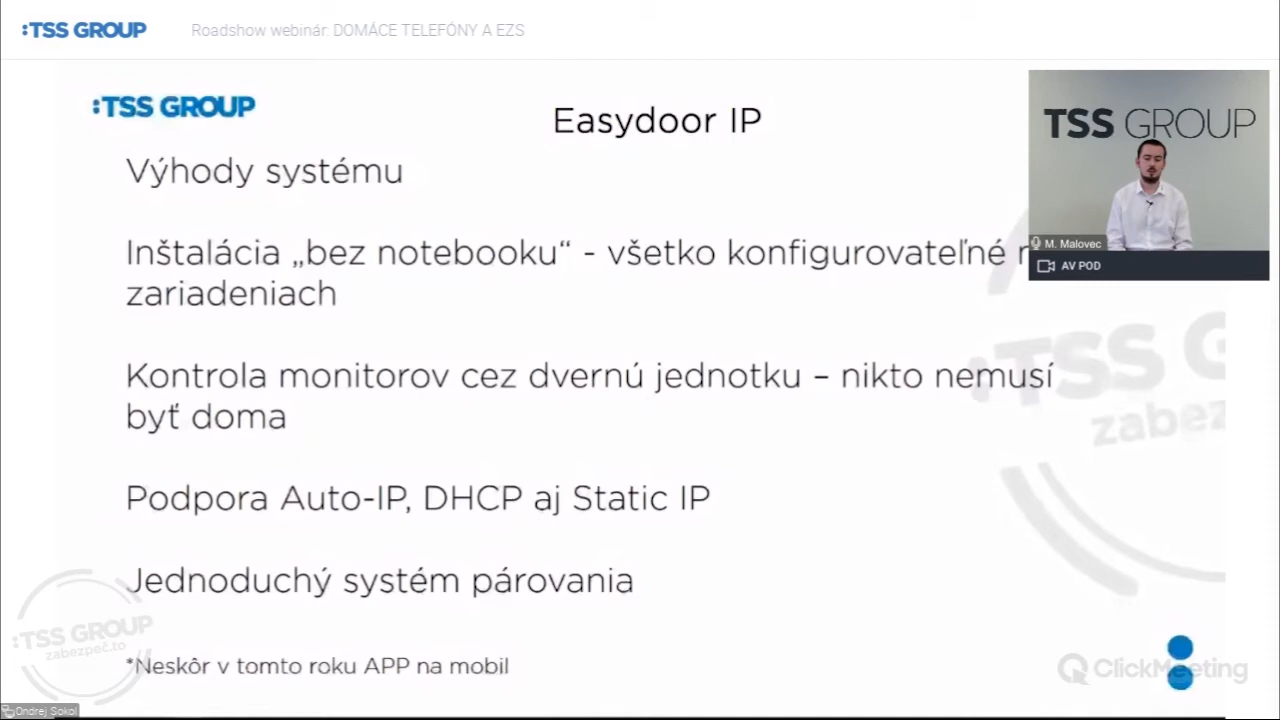 :TSS GROUP
Roadshow webinár: DOMÁCE TELEFÓNY A EZS
:TSS GROUP
Easydoor IP
TSS GROUP
Výhody systému
M. Malovec
AV POD
Inštalácia „bez notebooku“ - všetko konfigurovateľné
zariadeniach
:TSS
zabezp
Kontrola monitorov cez dvernú jednotku – nikto nemusí
byť doma
Podpora Auto-IP, DHCP aj Static IP
Jednoduchý systém párovania
:TSS GROUP
zabezpeč.to
*Neskôr v tomto roku APP na mobil
ClickMeeting
Ondrej Sokol